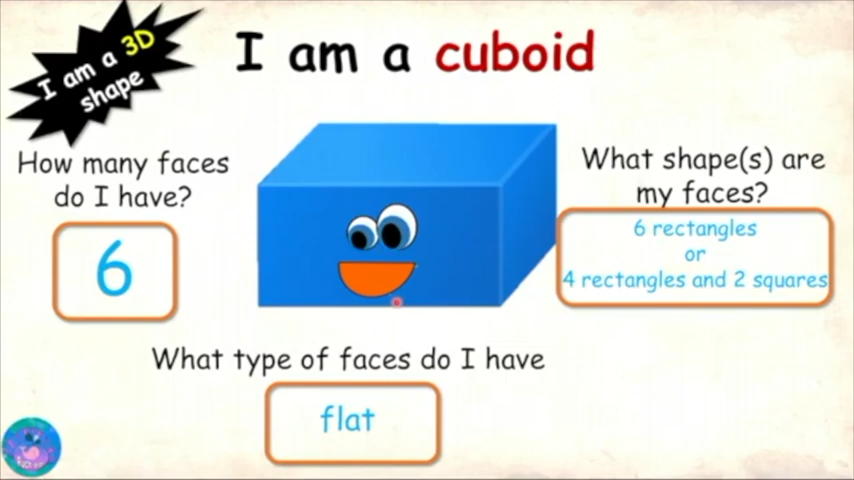 I am a 3D
shape
I am a cuboid
How many faces
do I have?
6
What shape(s) are
my faces?
6 rectangles
or
4 rectangles and 2 squares
What type of faces do I have
flat